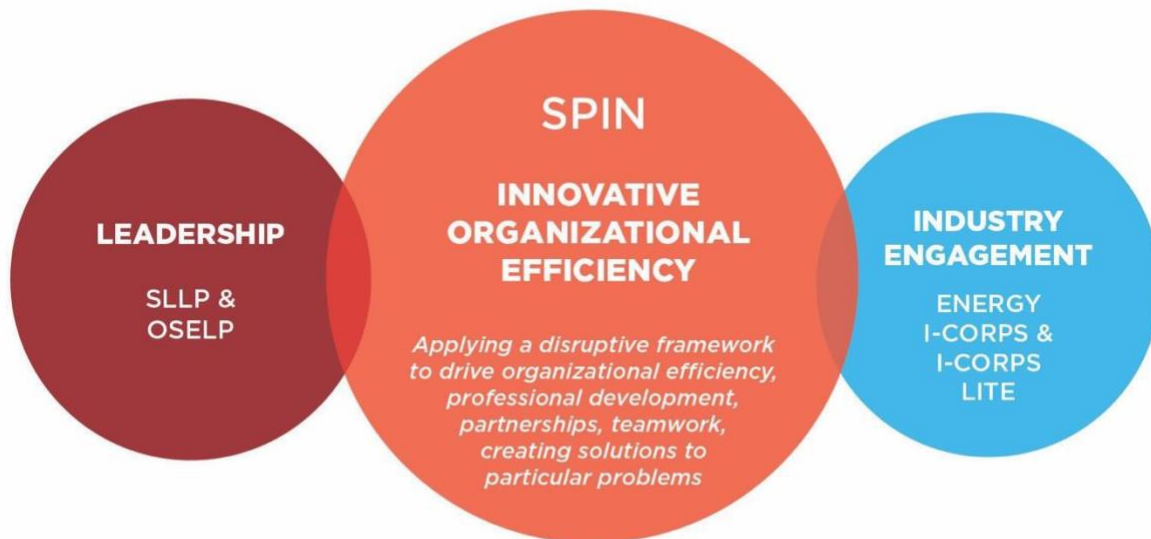 LEADERSHIP
SLLP &
OSELP
SPIN
INNOVATIVE
ORGANIZATIONAL
EFFICIENCY
Applying a disruptive framework
to drive organizational efficiency,
professional development,
partnerships, teamwork,
creating solutions to
particular problems
INDUSTRY
ENGAGEMENT
ENERGY
I-CORPS &
I-CORPS
LITE